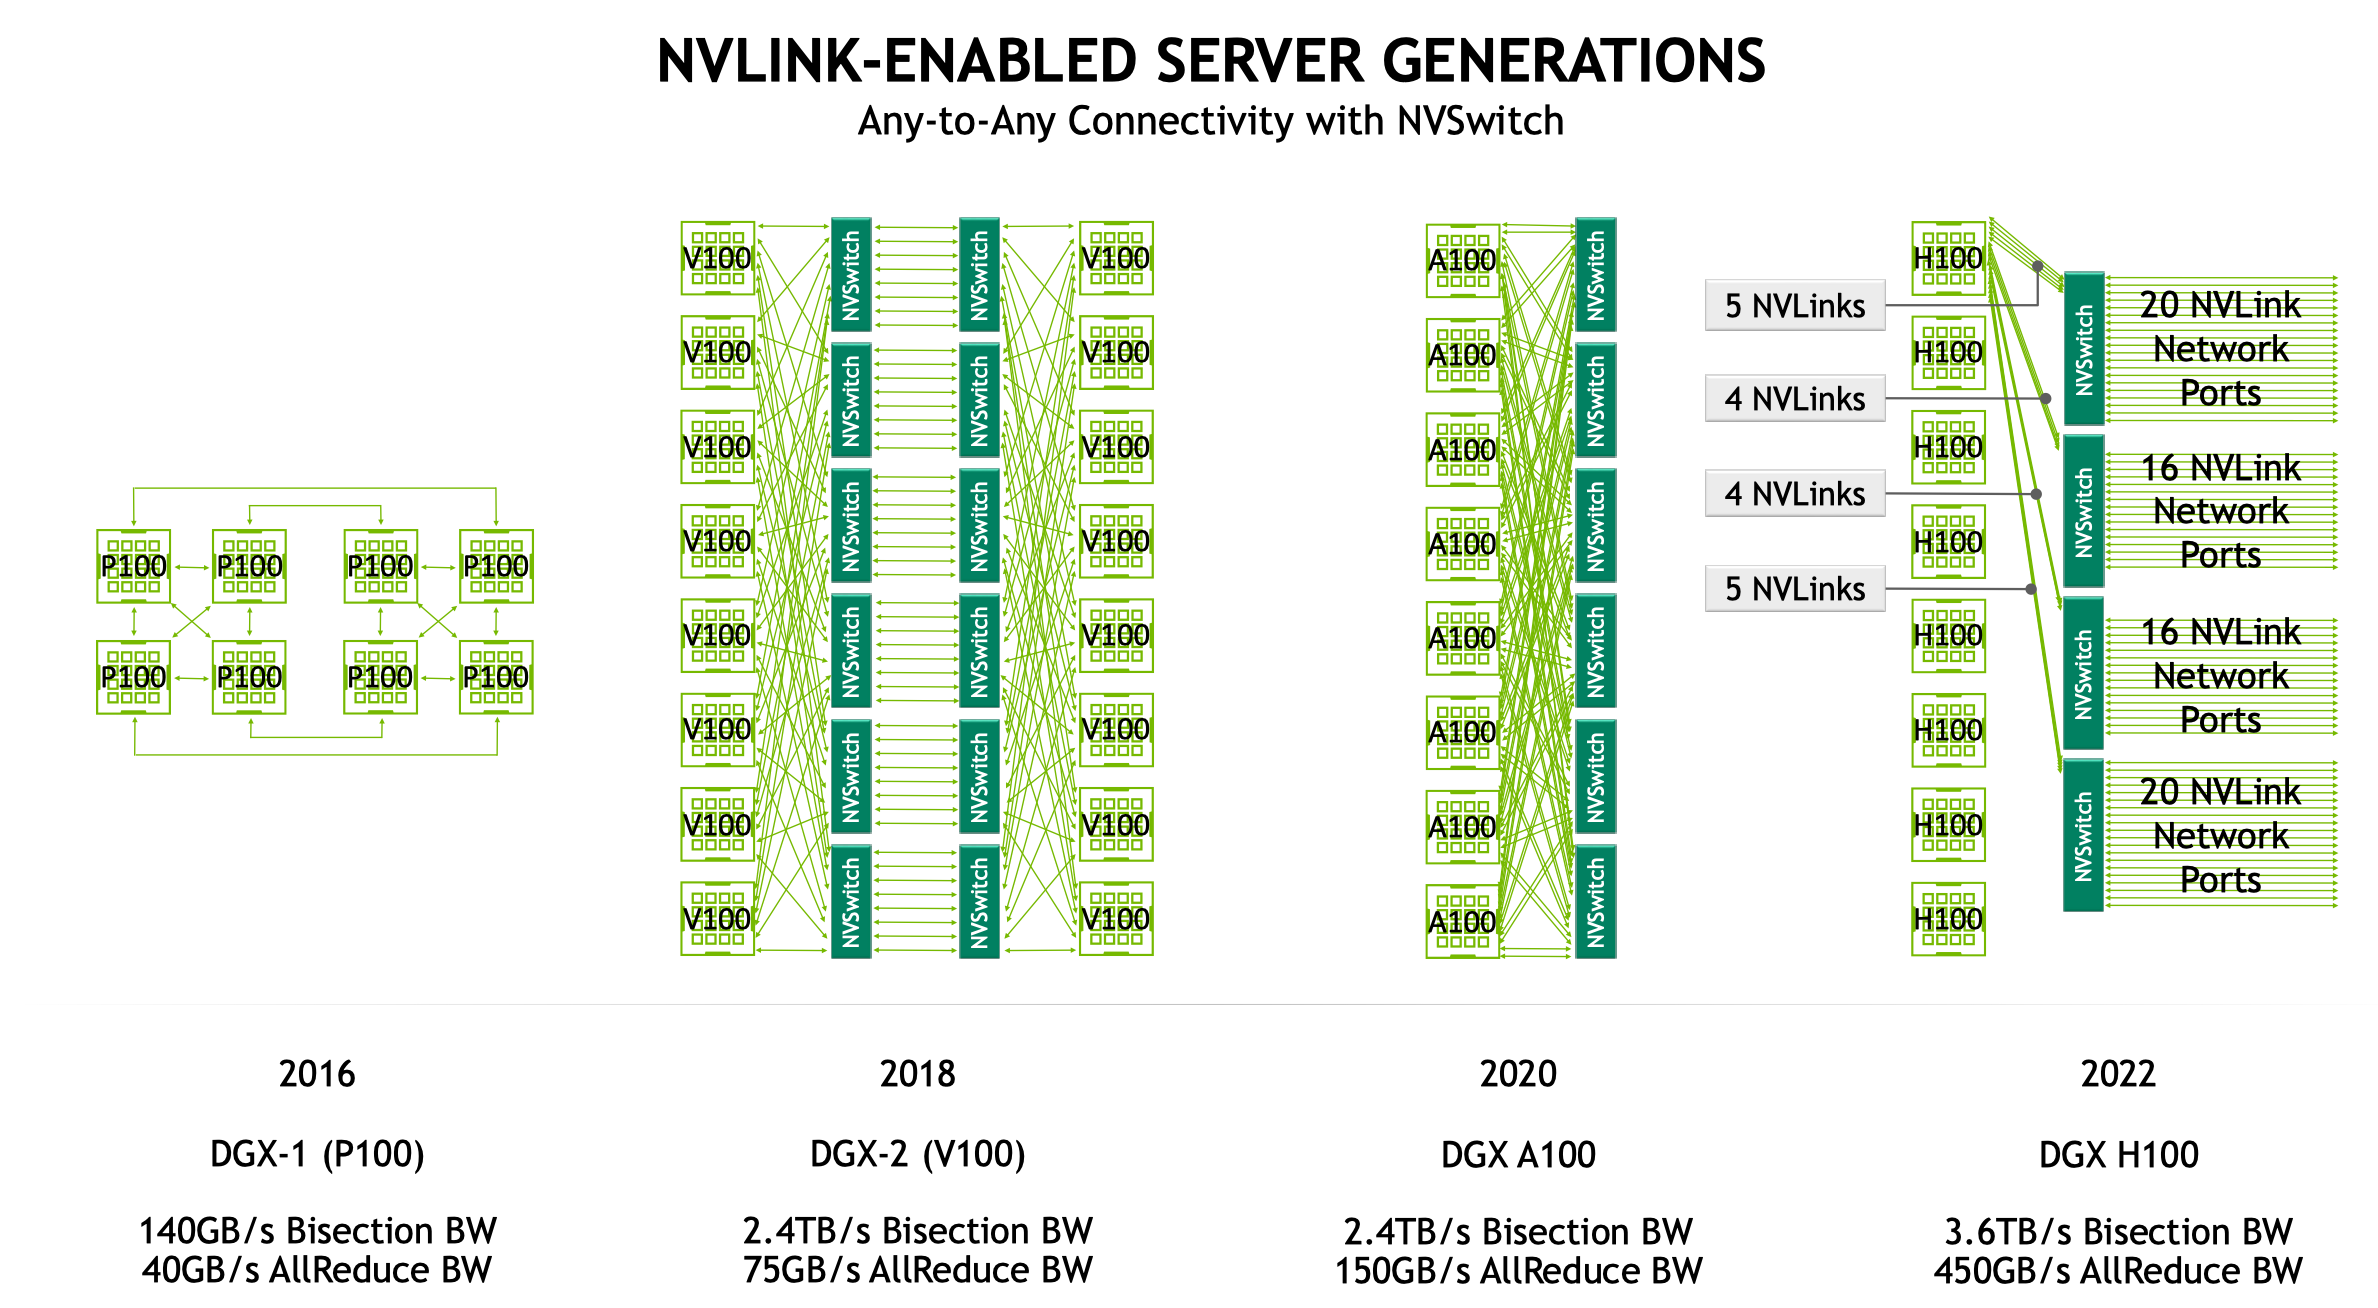 NVLINK-ENABLED SERVER GENERATIONS
Any-to-Any Connectivity with NVSwitch
P100 P100 P100 P100
P100 P100 P100 P100
V100 NVSwitch NVSwitch V100
V100 NVSwitch NVSwitch V100
V100 NVSwitch NVSwitch V100
V100 NVSwitch NVSwitch V100
V100 NVSwitch NVSwitch V100
V100 NVSwitch NVSwitch V100
V100 V100
V100 V100
A100 NVSwitch
A100 NVSwitch
A100 NVSwitch
A100 NVSwitch
A100 NVSwitch
A100 NVSwitch
A100
A100
5 NVLinks
4 NVLinks
4 NVLinks
5 NVLinks
H100
H100
H100
H100
H100
H100
H100
H100
NVSwitch
20 NVLink
Network
Ports
NVSwitch
16 NVLink
Network
Ports
NVSwitch
16 NVLink
Network
Ports
NVSwitch
20 NVLink
Network
Ports
2016
DGX-1 (P100)
140GB/s Bisection BW
40GB/s AllReduce BW
2018
DGX-2 (V100)
2.4TB/s Bisection BW
75GB/s AllReduce BW
2020
DGX A100
2.4TB/s Bisection BW
150GB/s AllReduce BW
2022
DGX H100
3.6TB/s Bisection BW
450GB/s AllReduce BW